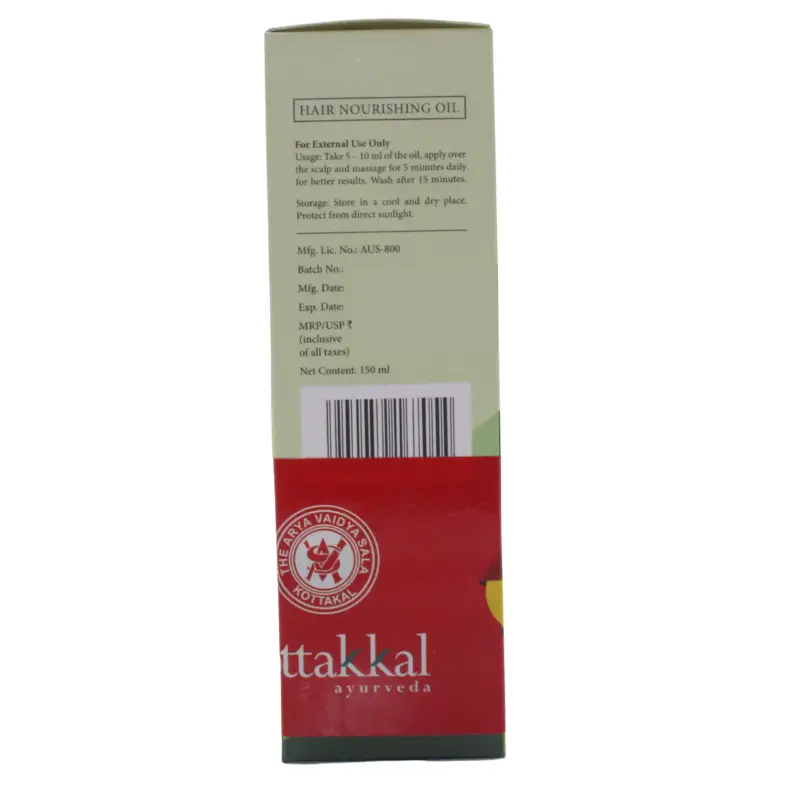 HAIR NOURISHING OIL
For External Use Only
Usage: Take 5 - 10 ml of the oil, apply over
the scalp and massage for 5 minutes daily
for better results. Wash after 15 minutes.
Storage: Store in a cool and dry place.
Protect from direct sunlight.
Mfg. Lic. No.: AUS-800
Batch No.:
Mfg. Date:
Exp. Date:
MRP/USP ₹
(inclusive
of all taxes)
Net Content: 150 ml
THE ARYA VAIDYA SALA
KOTTAKAL
ttakkal
ayurveda